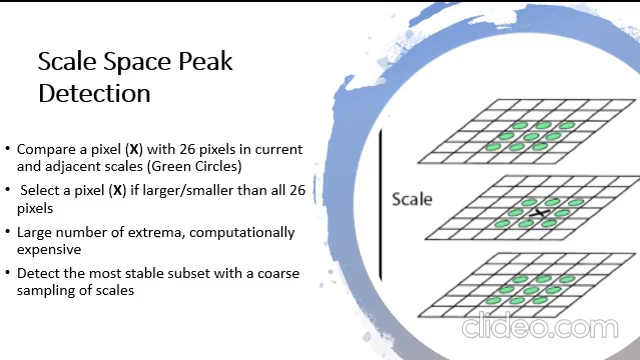 Scale Space Peak
Detection
• Compare a pixel (X) with 26 pixels in current
and adjacent scales (Green Circles)
• Select a pixel (X) if larger/smaller than all 26
pixels
• Large number of extrema, computationally
expensive
• Detect the most stable subset with a coarse
sampling of scales
Scale
clideo.com